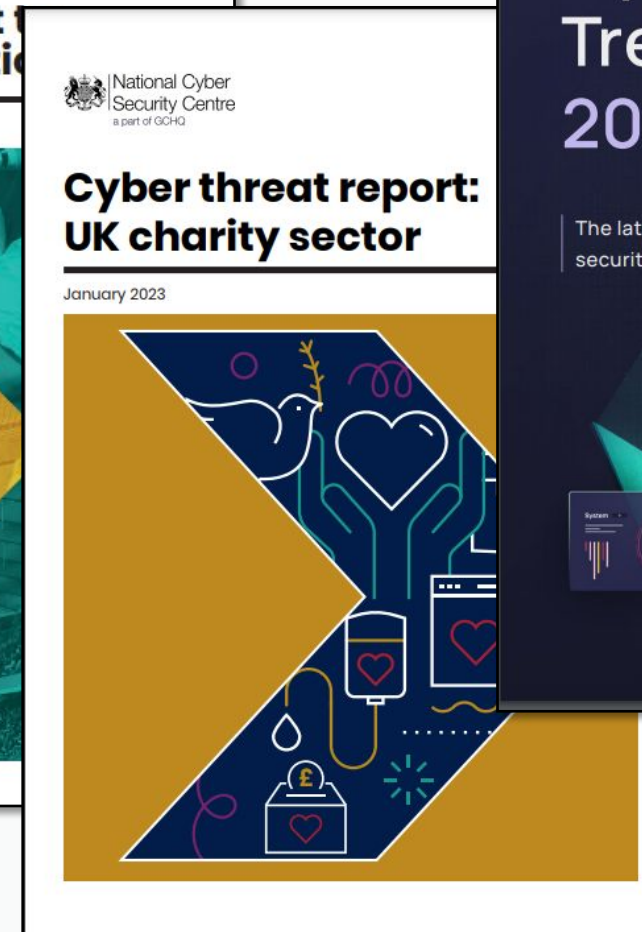 National Cyber
Security Centre
a part of GCHQ
Cyber threat report:
UK charity sector
January 2023
£
Tre
20
The lat
securit
System